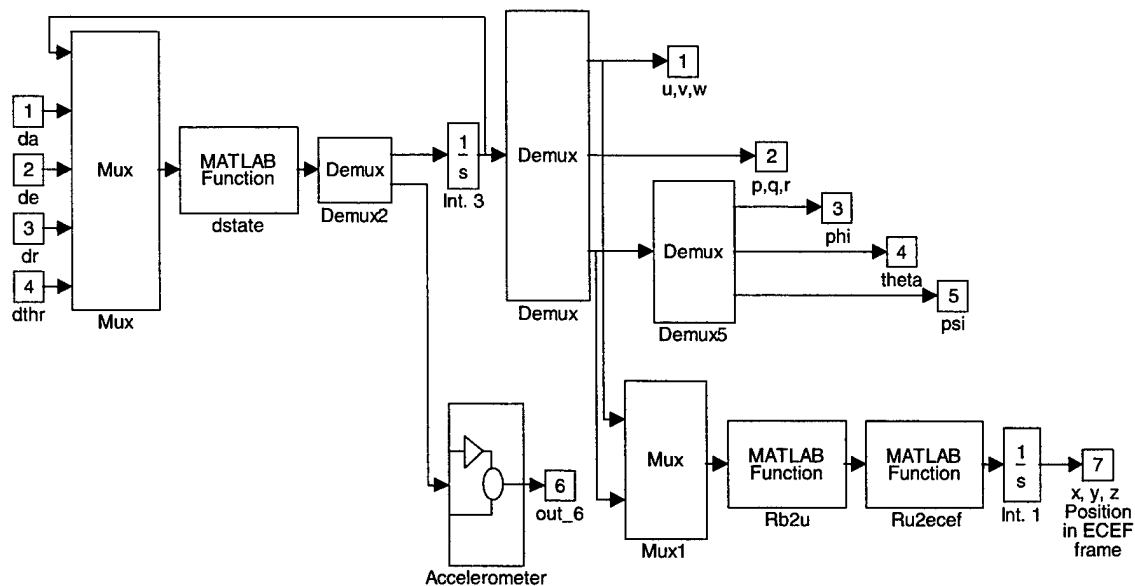 1
da
2
de
3
dr
4
dthr
Mux
Mux
MATLAB
Function
dstate
Demux
Demux2
1
s
Int. 3
Demux
Demux
1
u,v,w
2
p,q,r
Demux
Demux5
3
phi
4
theta
5
psi
Accelerometer
6
out_6
Mux
Mux1
MATLAB
Function
Rb2u
MATLAB
Function
Ru2ecef
1
s
Int. 1
7
x, y, z
Position
in ECEF
frame